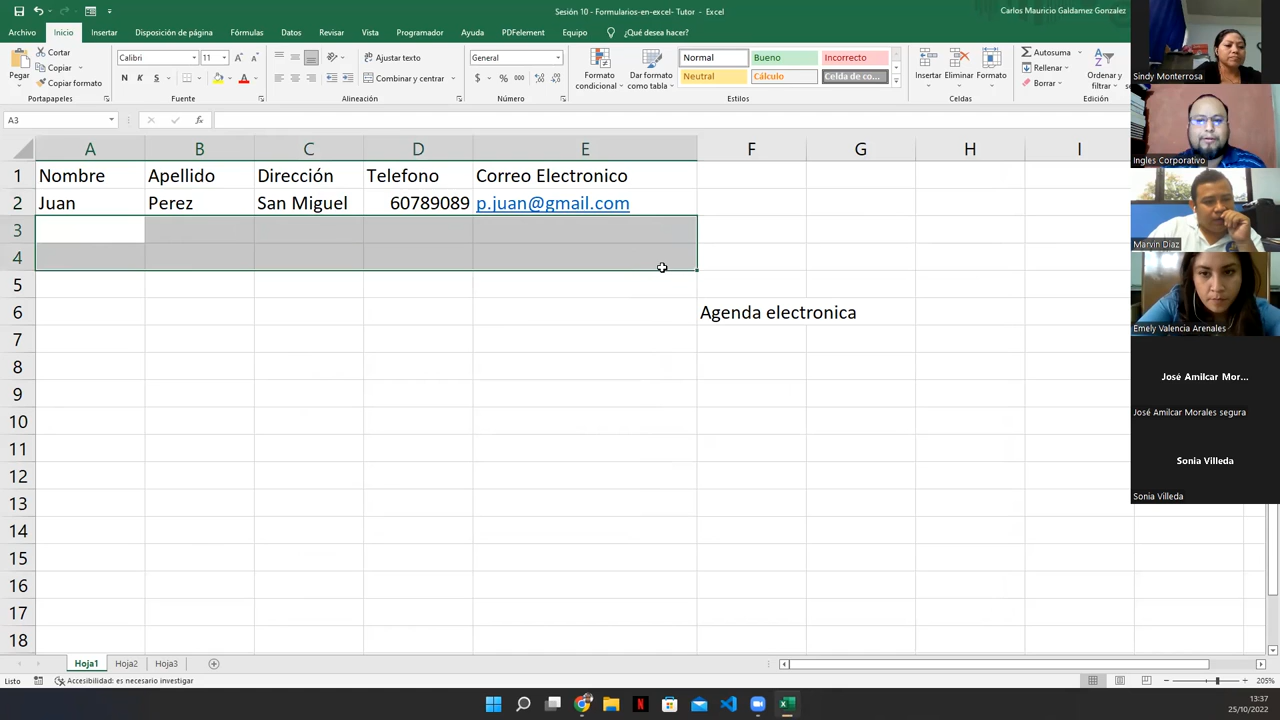 Sesión 10 - Formularios-en-excel- Tutor - Excel
Carlos Mauricio Galdamez Gonzalez
Archivo Inicio Insertar Disposición de página Fórmulas Datos Revisar Vista Programador Ayuda PDFelement Equipo ¿Qué desea hacer?
Pegar
Cortar
Copiar
Copiar formato
Portapapeles
Calibri 11
N K S
Fuente
Ajustar texto
Combinar y centrar
Alineación
General
$ % 000
Número
Formato condicional
Dar formato como tabla
Normal Bueno Incorrecto
Neutral Cálculo Celda de co...
Estilos
Insertar Eliminar Formato
Celdas
Autosuma
Rellenar
Borrar
Ordenar y filtrar
Edición
A3 fx
A B C D E F G H I
1 Nombre Apellido Dirección Telefono Correo Electronico
2 Juan Perez San Miguel 60789089 p.juan@gmail.com
3
4
5
6 Agenda electronica
7
8
9
10
11
12
13
14
15
16
17
18
Sindy Monterrosa
Ingles Corporativo
Marvin Diaz
Emely Valencia Arenales
José Amilcar Mor...
José Amilcar Morales segura
Sonia Villeda
Sonia Villeda
Hoja1 Hoja2 Hoja3
Listo Accesibilidad: es necesario investigar 205%
13:37
25/10/2022